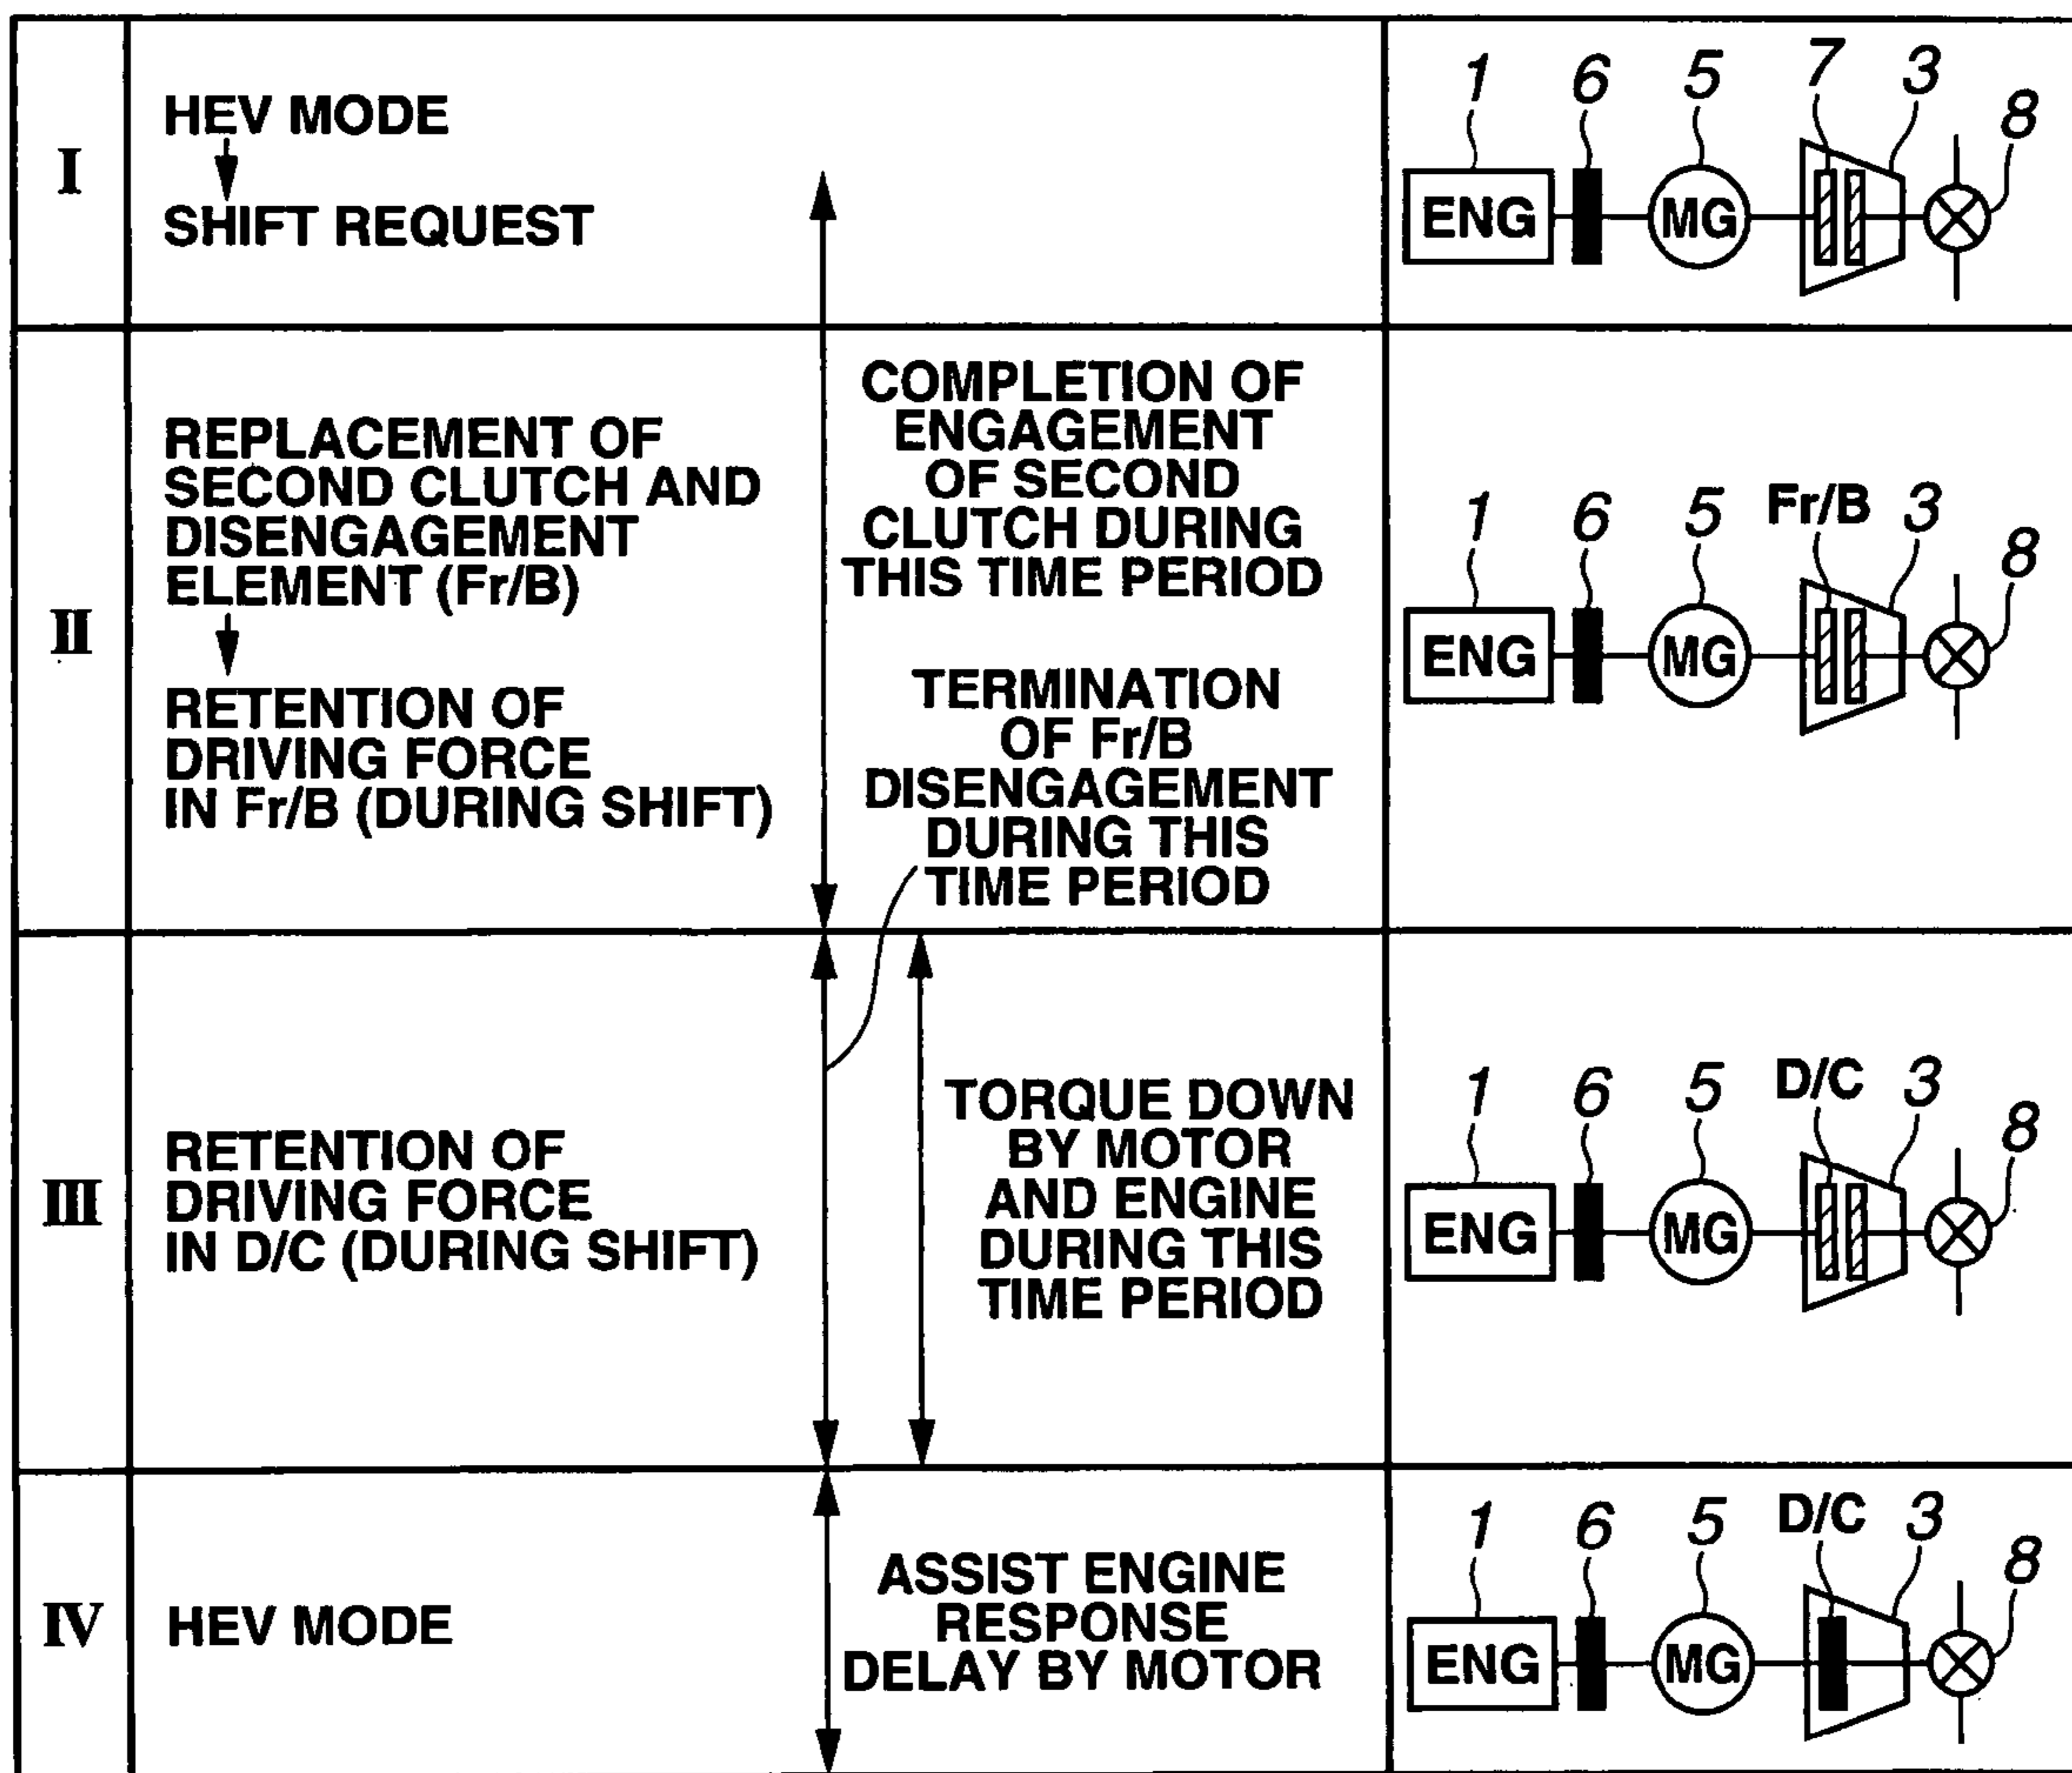 I
HEV MODE
SHIFT REQUEST
1 6 5 7 3 8
ENG MG
II
REPLACEMENT OF
SECOND CLUTCH AND
DISENGAGEMENT
ELEMENT (Fr/B)
RETENTION OF
DRIVING FORCE
IN Fr/B (DURING SHIFT)
COMPLETION OF
ENGAGEMENT
OF SECOND
CLUTCH DURING
THIS TIME PERIOD
TERMINATION
OF Fr/B
DISENGAGEMENT
DURING THIS
TIME PERIOD
1 6 5 Fr/B 3 8
ENG MG
III
RETENTION OF
DRIVING FORCE
IN D/C (DURING SHIFT)
TORQUE DOWN
BY MOTOR
AND ENGINE
DURING THIS
TIME PERIOD
1 6 5 D/C 3 8
ENG MG
IV
HEV MODE
ASSIST ENGINE
RESPONSE
DELAY BY MOTOR
1 6 5 D/C 3 8
ENG MG